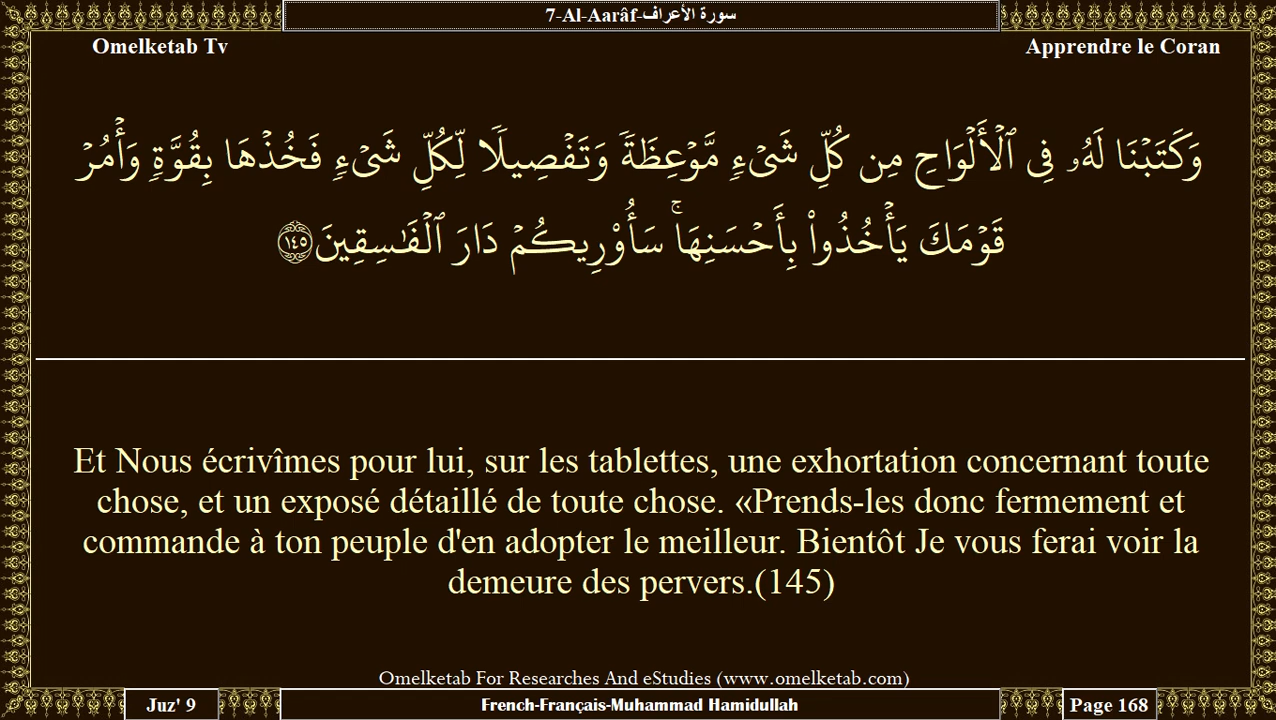 7-Al-Aarâf-سورة الأعراف
Omelketab Tv
Apprendre le Coran
وَكَتَبۡنَا لَهُۥ فِي ٱلۡأَلۡوَاحِ مِن كُلِّ شَيۡءٖ مَّوۡعِظَةٗ وَتَفۡصِيلٗا لِّكُلِّ شَيۡءٖ فَخُذۡهَا بِقُوَّةٖ وَأۡمُرۡ
قَوۡمَكَ يَأۡخُذُواْ بِأَحۡسَنِهَاۚ سَأُوْرِيكُمۡ دَارَ ٱلۡفَٰسِقِينَ ١٤٥
Et Nous écrivîmes pour lui, sur les tablettes, une exhortation concernant toute
chose, et un exposé détaillé de toute chose. «Prends-les donc fermement et
commande à ton peuple d'en adopter le meilleur. Bientôt Je vous ferai voir la
demeure des pervers.(145)
Omelketab For Researches And eStudies (www.omelketab.com)
Juz' 9
French-Français-Muhammad Hamidullah
Page 168